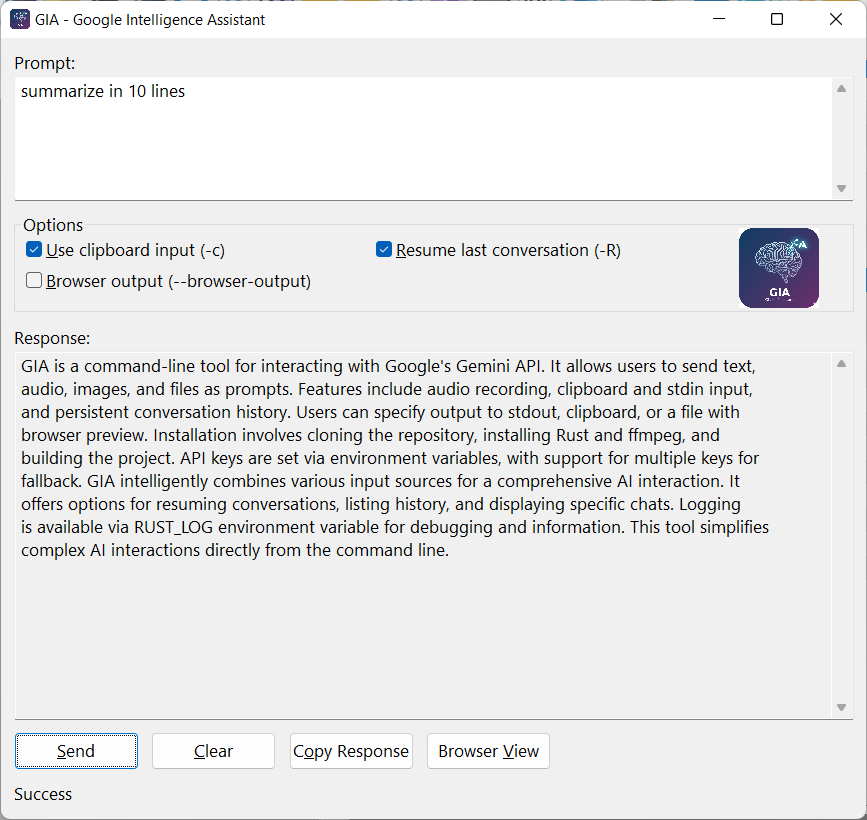 GIA - Google Intelligence Assistant
Prompt:
summarize in 10 lines
Options
Use clipboard input (-c)
Resume last conversation (-R)
Browser output (--browser-output)
GIA
Response:
GIA is a command-line tool for interacting with Google's Gemini API. It allows users to send text,
audio, images, and files as prompts. Features include audio recording, clipboard and stdin input,
and persistent conversation history. Users can specify output to stdout, clipboard, or a file with
browser preview. Installation involves cloning the repository, installing Rust and ffmpeg, and
building the project. API keys are set via environment variables, with support for multiple keys for
fallback. GIA intelligently combines various input sources for a comprehensive AI interaction. It
offers options for resuming conversations, listing history, and displaying specific chats. Logging
is available via RUST_LOG environment variable for debugging and information. This tool simplifies
complex AI interactions directly from the command line.
Send
Clear
Copy Response
Browser View
Success